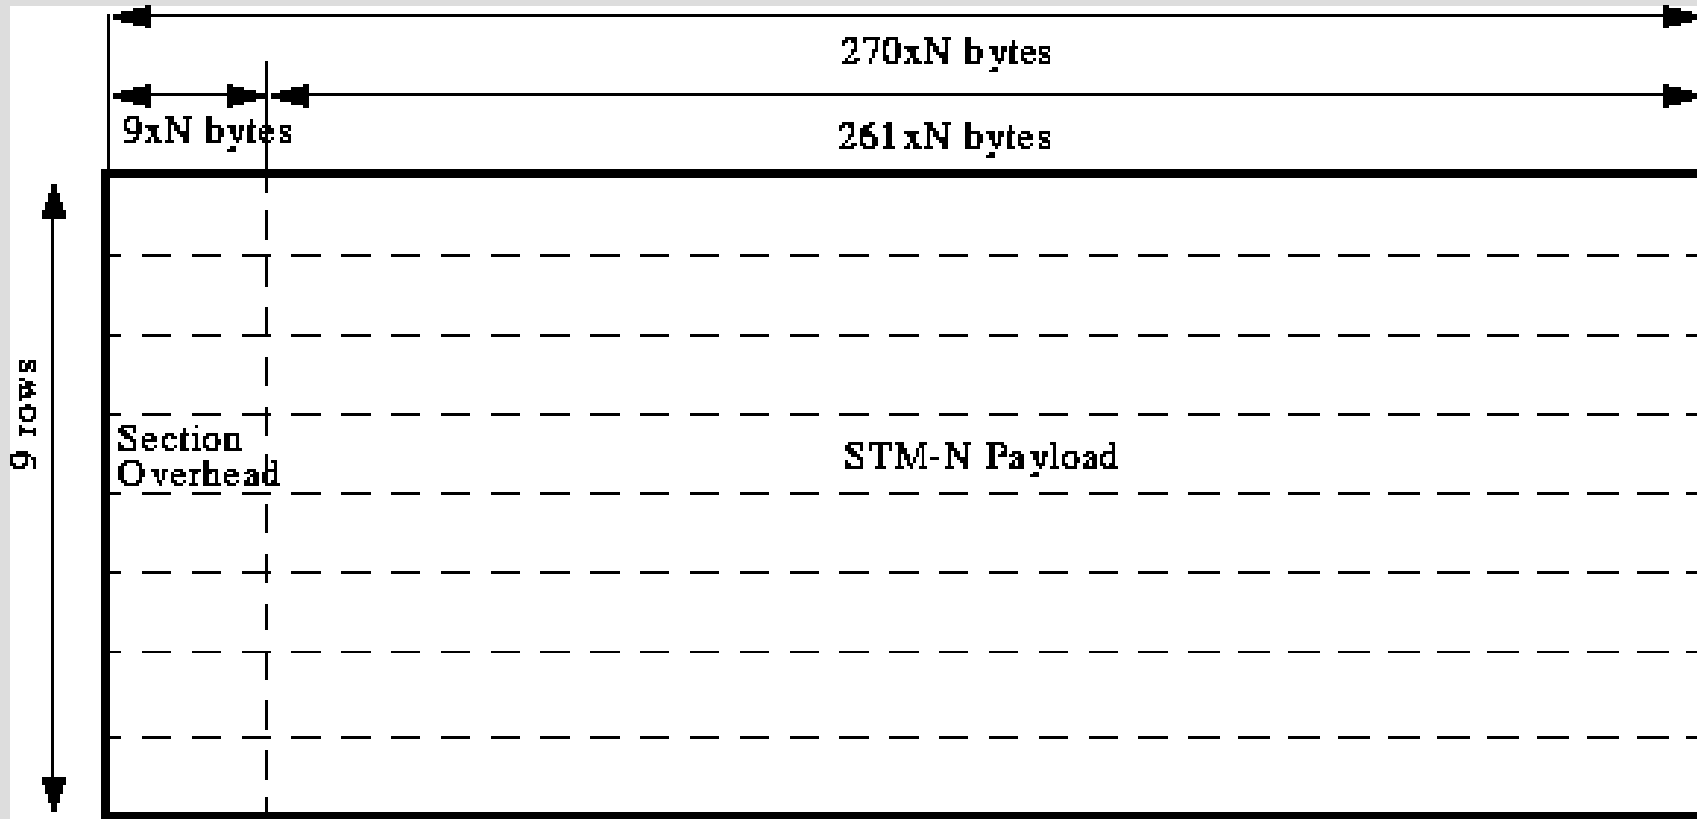 270xN bytes
9xN bytes
261xN bytes
9 rows
Section
Overhead
STM-N Payload